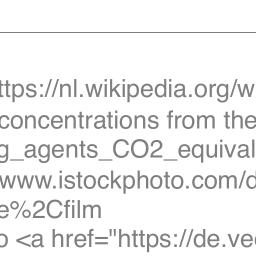 ttps://nl.wikipedia.org/w
concentrations from the
g_agents_CO2_equival
www.istockphoto.com/d
e%2Cfilm
o <a href="https://de.ve